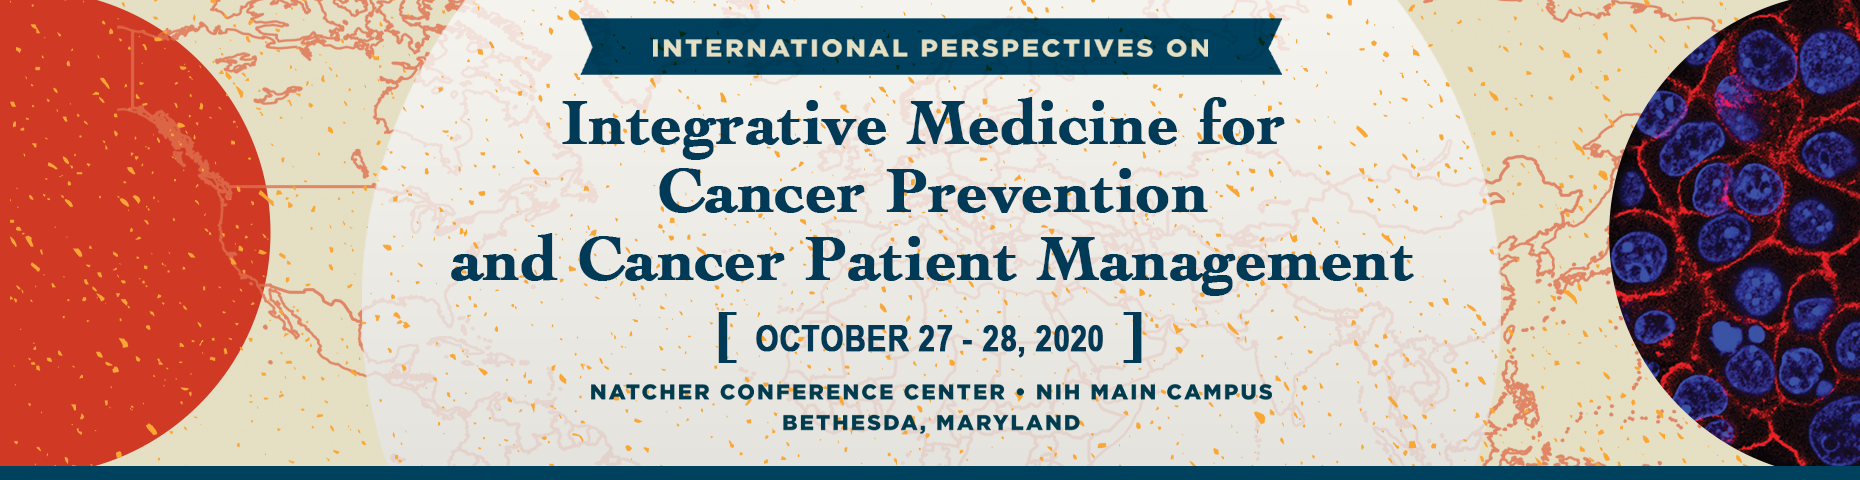 INTERNATIONAL PERSPECTIVES ON
Integrative Medicine for
Cancer Prevention
and Cancer Patient Management
[ OCTOBER 27 - 28, 2020 ]
NATCHER CONFERENCE CENTER • NIH MAIN CAMPUS
BETHESDA, MARYLAND